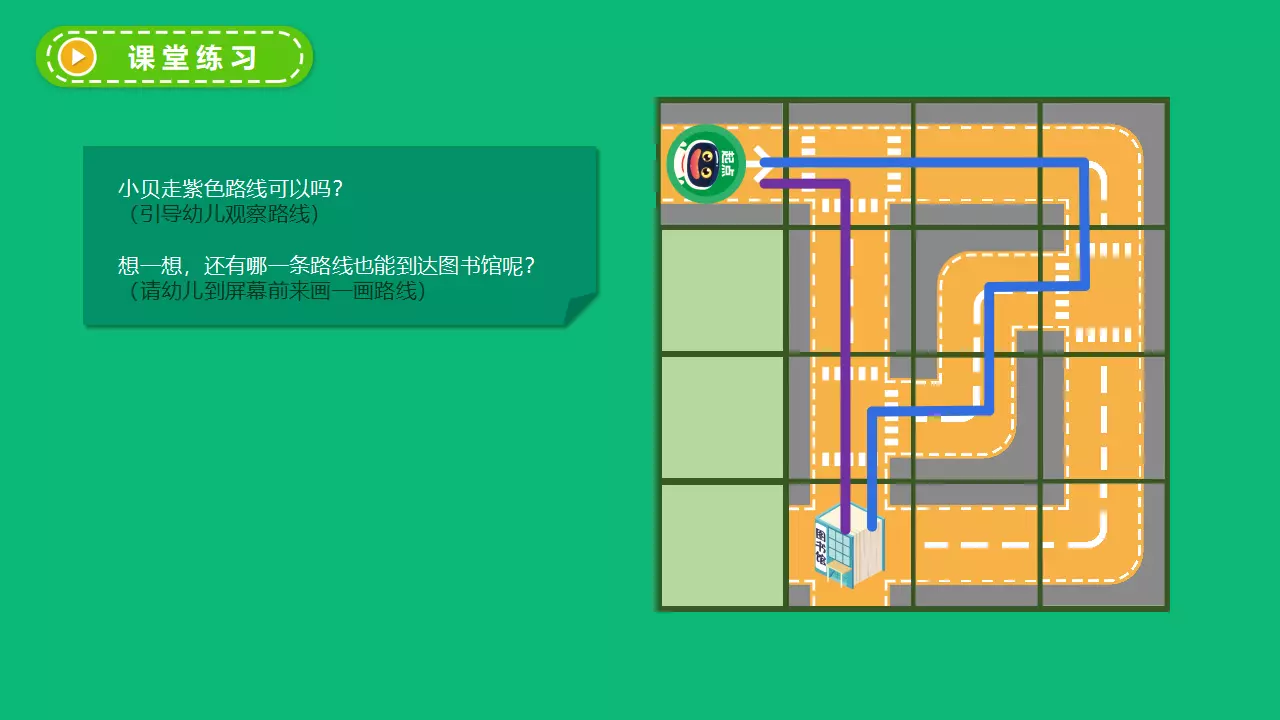 课堂练习
小贝走紫色路线可以吗？
（引导幼儿观察路线）
想一想，还有哪一条路线也能到达图书馆呢？
（请幼儿到屏幕前来画一画路线）
起点
图书馆